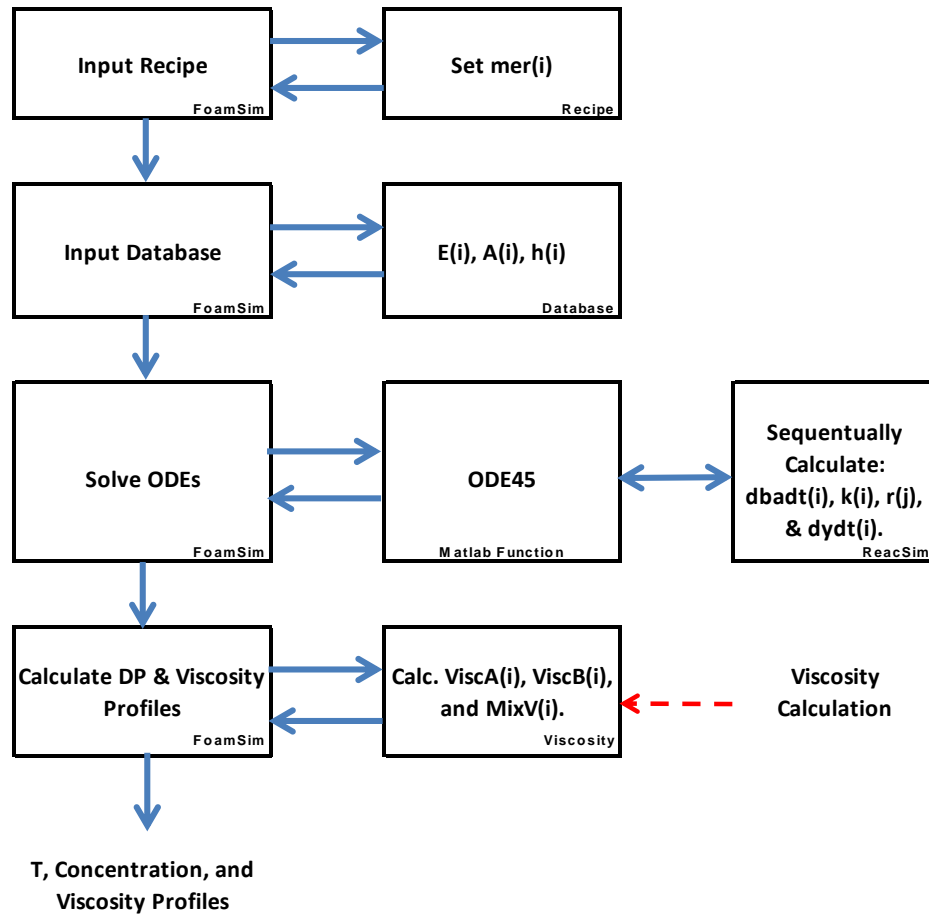 Input Recipe
FoamSim
Set mer(i)
Recipe
Input Database
FoamSim
E(i), A(i), h(i)
Database
Solve ODEs
FoamSim
ODE45
Matlab Function
Sequentually
Calculate:
dbadt(i), k(i), r(j),
& dydt(i).
ReacSim
Calculate DP & Viscosity
Profiles
FoamSim
Calc. ViscA(i), ViscB(i),
and MixV(i).
Viscosity
Viscosity
Calculation
T, Concentration, and
Viscosity Profiles